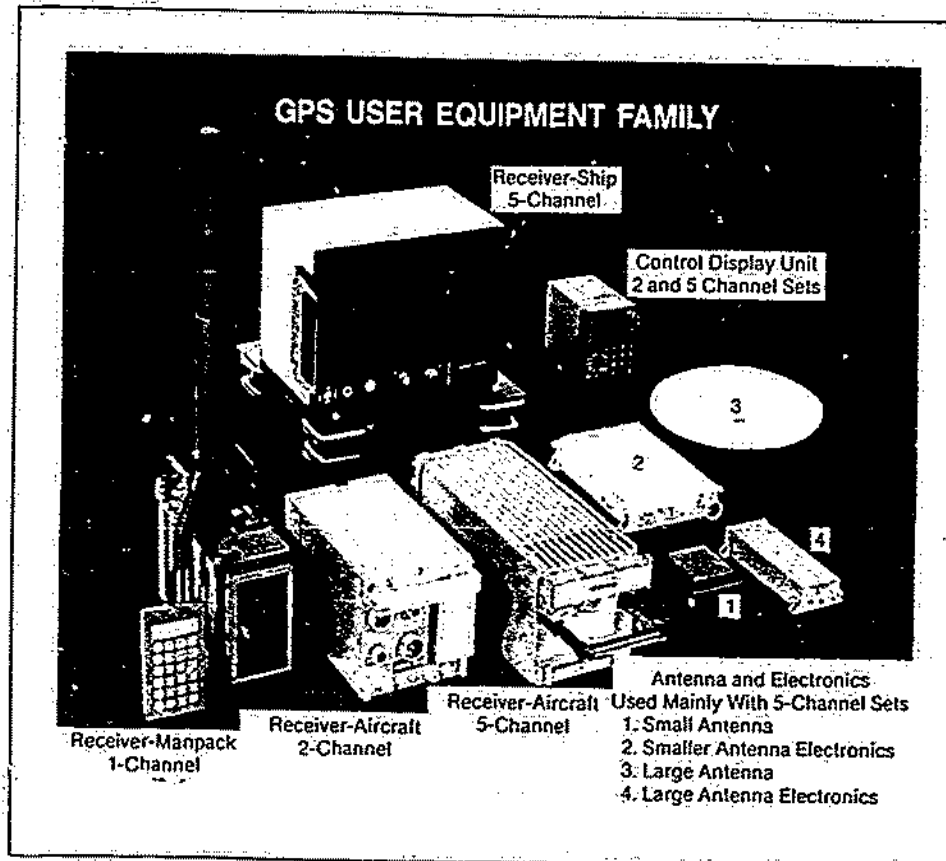 GPS USER EQUIPMENT FAMILY
Receiver-Ship
5-Channel
Control Display Unit
2 and 5 Channel Sets
3
2
4
1
Receiver-Manpack
1-Channel
Receiver-Aircraft
2-Channel
Receiver-Aircraft
5-Channel
Antenna and Electronics
Used Mainly With 5-Channel Sets
1. Small Antenna
2. Smaller Antenna Electronics
3. Large Antenna
4. Large Antenna Electronics